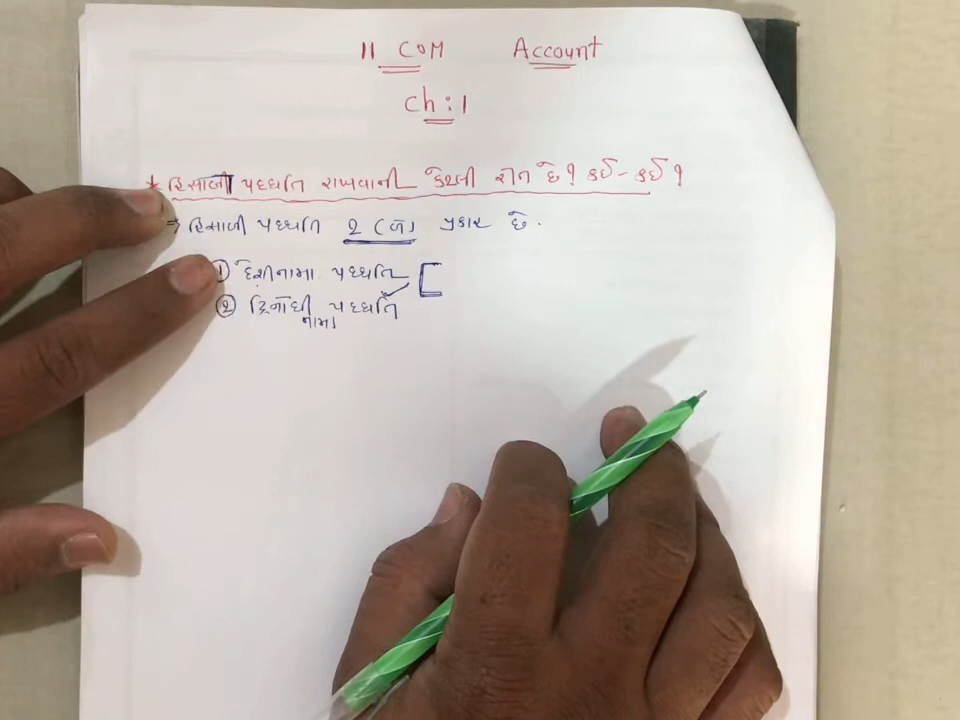 11 COM Account
Ch : 1
* હિસાબી પધ્ધતિ રાખવાની કેટલી રીત છે? કઈ - કઈ ?
→ હિસાબી પધ્ધતિ ૨ (બે) પ્રકાર છે.
① દેશીનામા પધ્ધતિ
② દ્વિનોંધી પધ્ધતિ
નામા